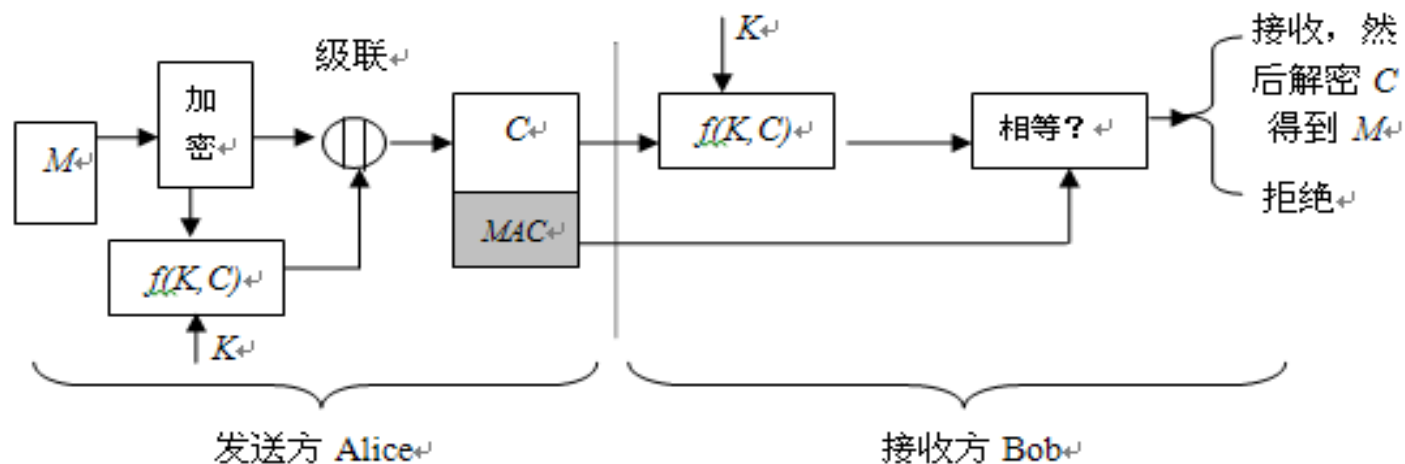 级联↵
M↵
加
密↵
f(K,C)↵
K↵
C↵
MAC↵
K↵
f(K,C)↵
相等？↵
接收，然
后解密 C
得到 M
拒绝↵
发送方 Alice↵
接收方 Bob↵